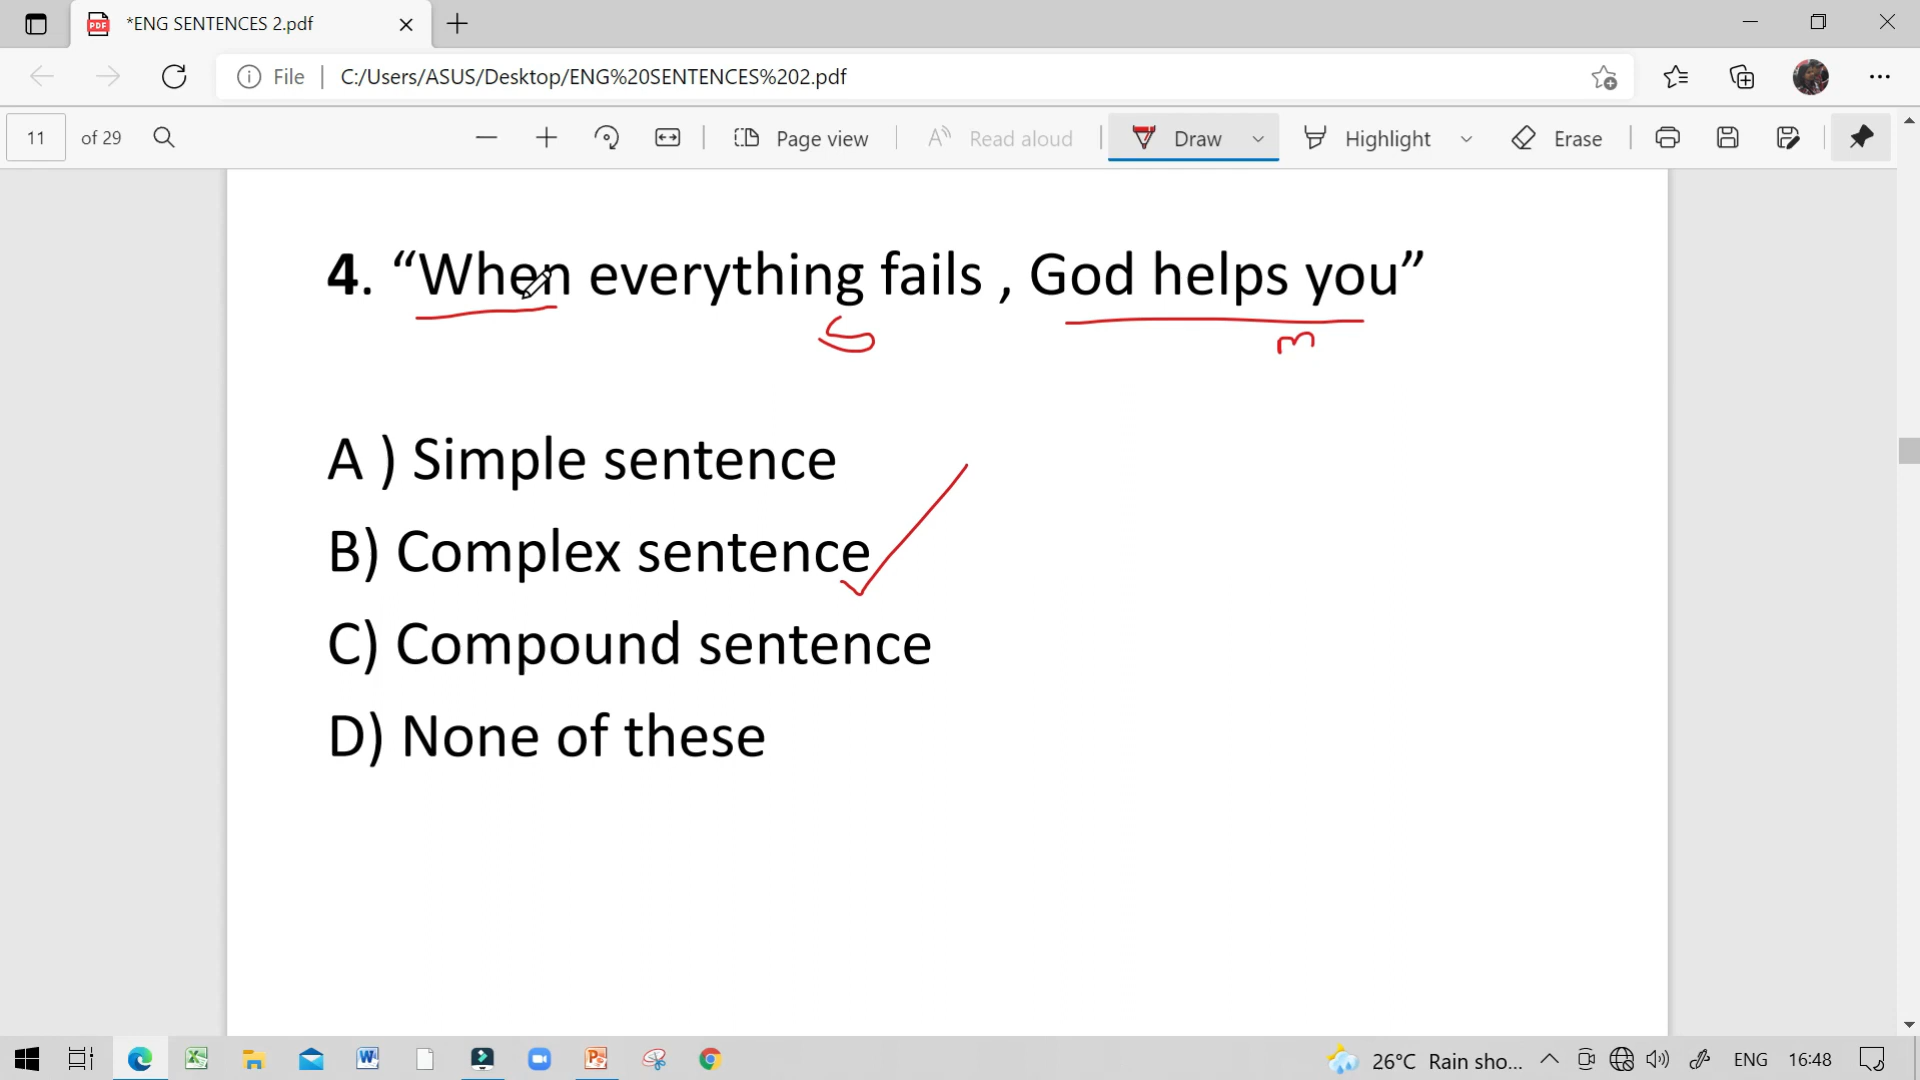 *ENG SENTENCES 2.pdf
File | C:/Users/ASUS/Desktop/ENG%20SENTENCES%202.pdf
11 of 29 Page view Read aloud Draw Highlight Erase
4. “When everything fails , God helps you”
m
A ) Simple sentence
B) Complex sentence
C) Compound sentence
D) None of these
26°C Rain sho... ENG 16:48